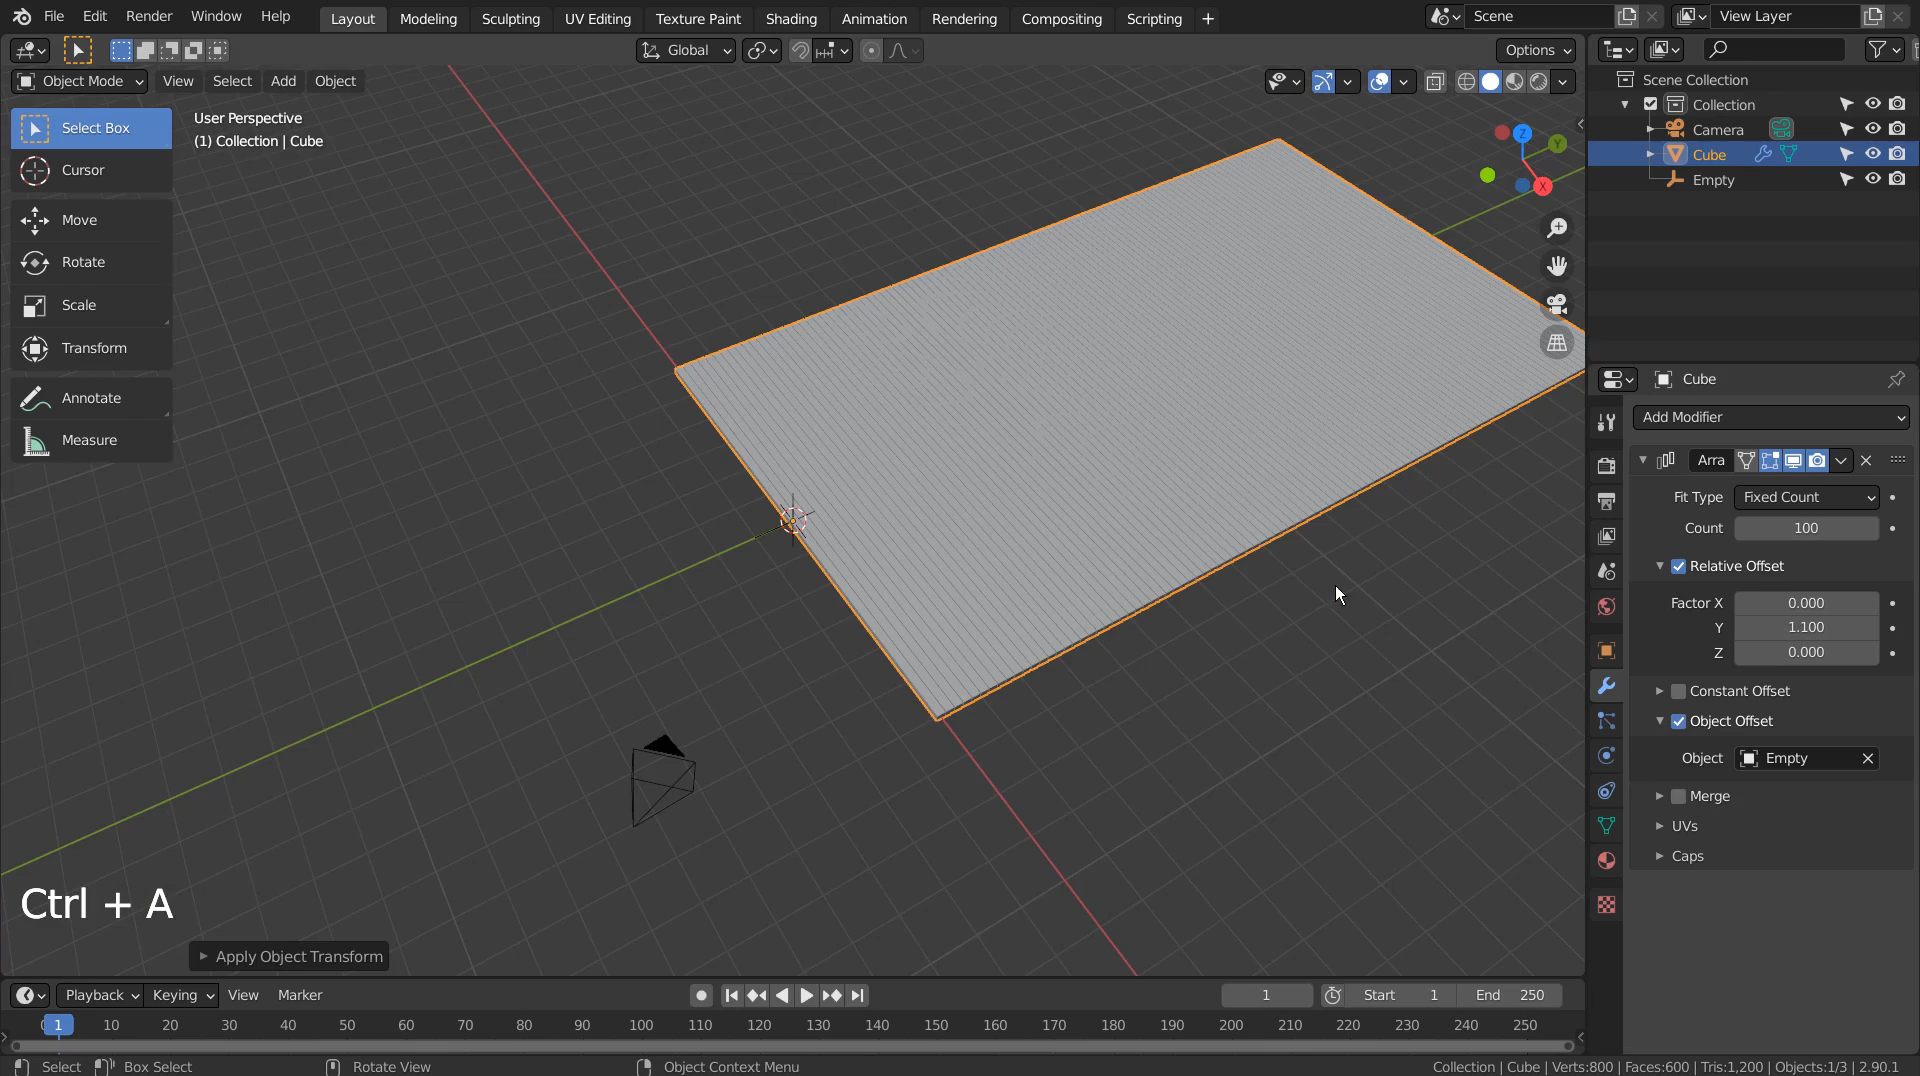 File Edit Render Window Help Layout Modeling Sculpting UV Editing Texture Paint Shading Animation Rendering Compositing Scripting + Scene View Layer
Global Options
Object Mode View Select Add Object
Select Box
Cursor
Move
Rotate
Scale
Transform
Annotate
Measure
User Perspective
(1) Collection | Cube
Z
Y
X
Ctrl + A
Apply Object Transform
Scene Collection
Collection
Camera
Cube
Empty
Cube
Add Modifier
Arra
Fit Type Fixed Count
Count 100
Relative Offset
Factor X 0.000
Y 1.100
Z 0.000
Constant Offset
Object Offset
Object Empty
Merge
UVs
Caps
Playback Keying View Marker 1 Start 1 End 250
1 10 20 30 40 50 60 70 80 90 100 110 120 130 140 150 160 170 180 190 200 210 220 230 240 250
Select Box Select Rotate View Object Context Menu Collection | Cube | Verts:800 | Faces:600 | Tris:1,200 | Objects:1/3 | 2.90.1